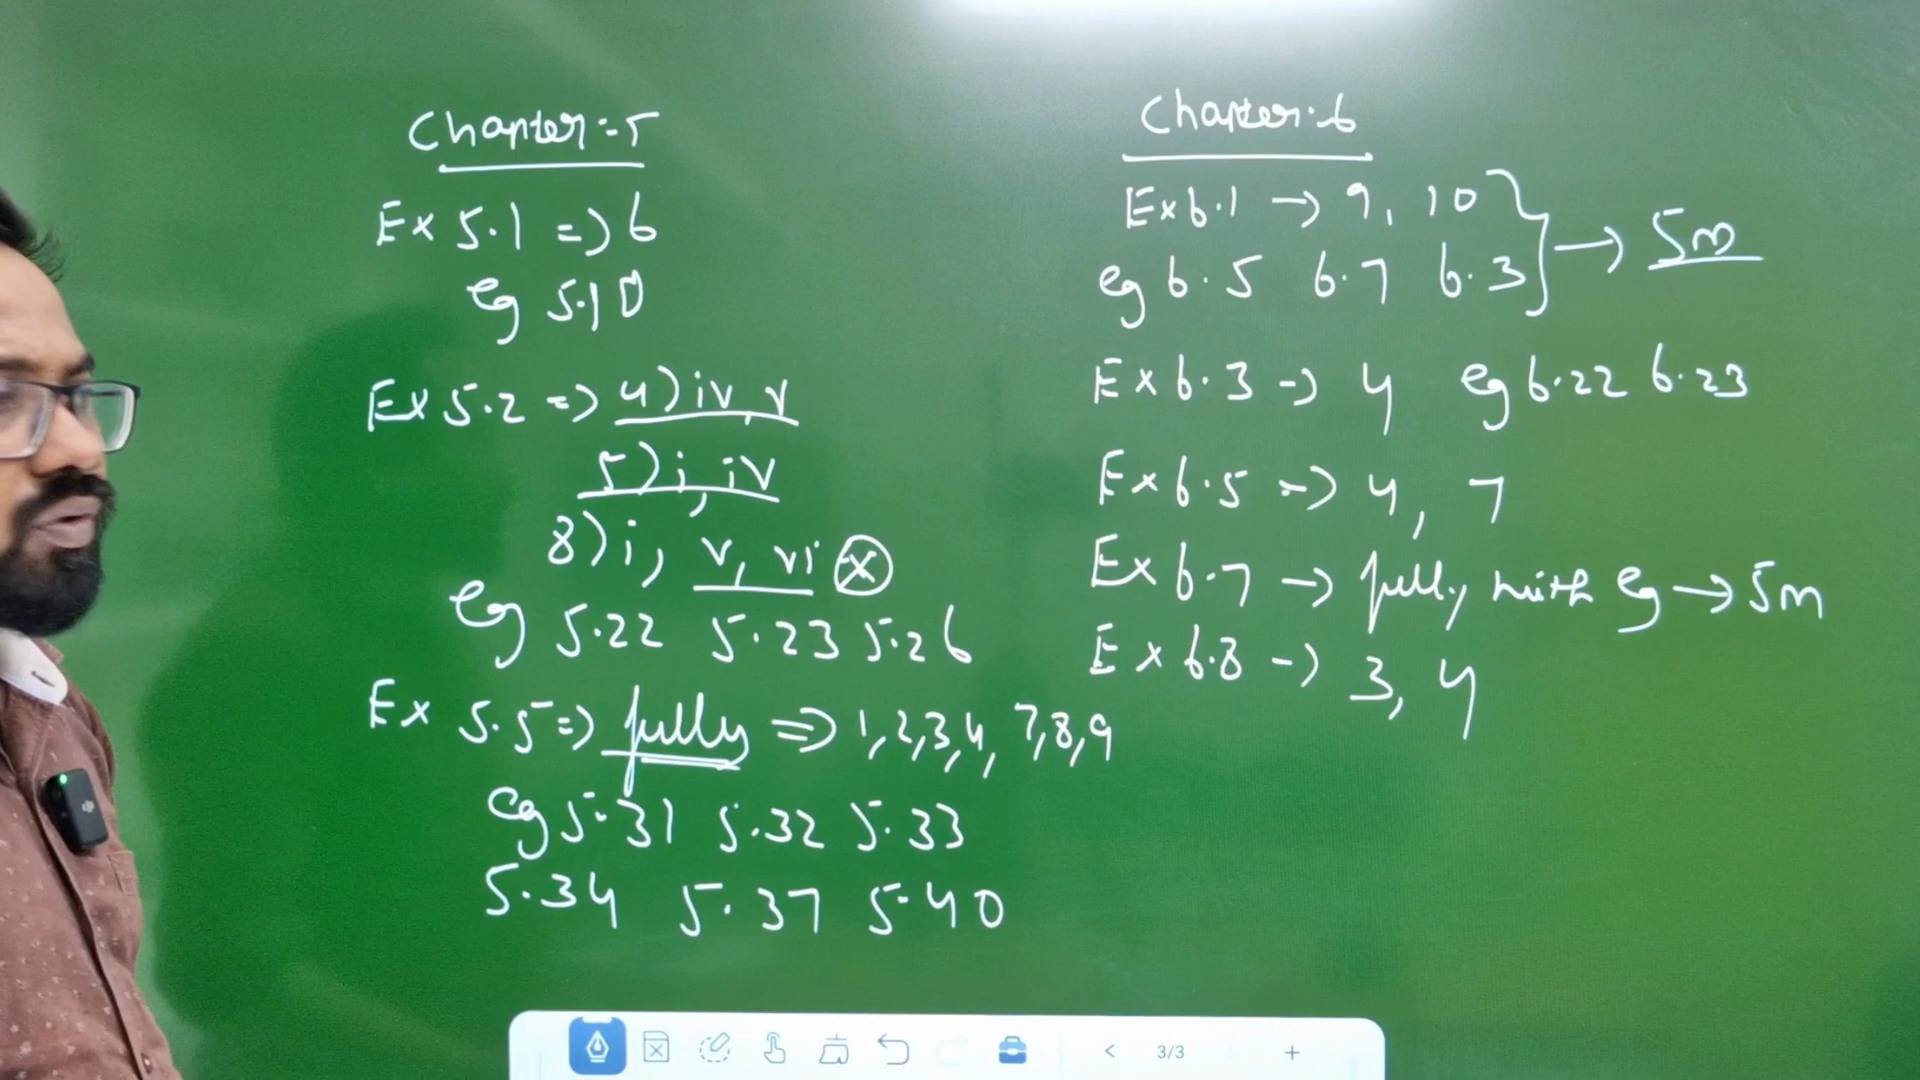 Chapter:-5
Ex 5.1 => 6
eg 5.10
Ex 5.2 => 4) iv, v
5) i, iv
8) i, v, vi ⊗
eg 5.22 5.23 5.26
Ex 5.5 => fully => 1,2,3,4, 7,8,9
eg 5.31 5.32 5.33
5.34 5.37 5.40
Chapter:-6
Ex 6.1 -> 9, 10
eg 6.5 6.7 6.3 } -> 5m
Ex 6.3 -> 4 eg 6.22 6.23
Ex 6.5 -> 4, 7
Ex 6.7 -> fully with eg -> 5m
Ex 6.8 -> 3, 4
3/3